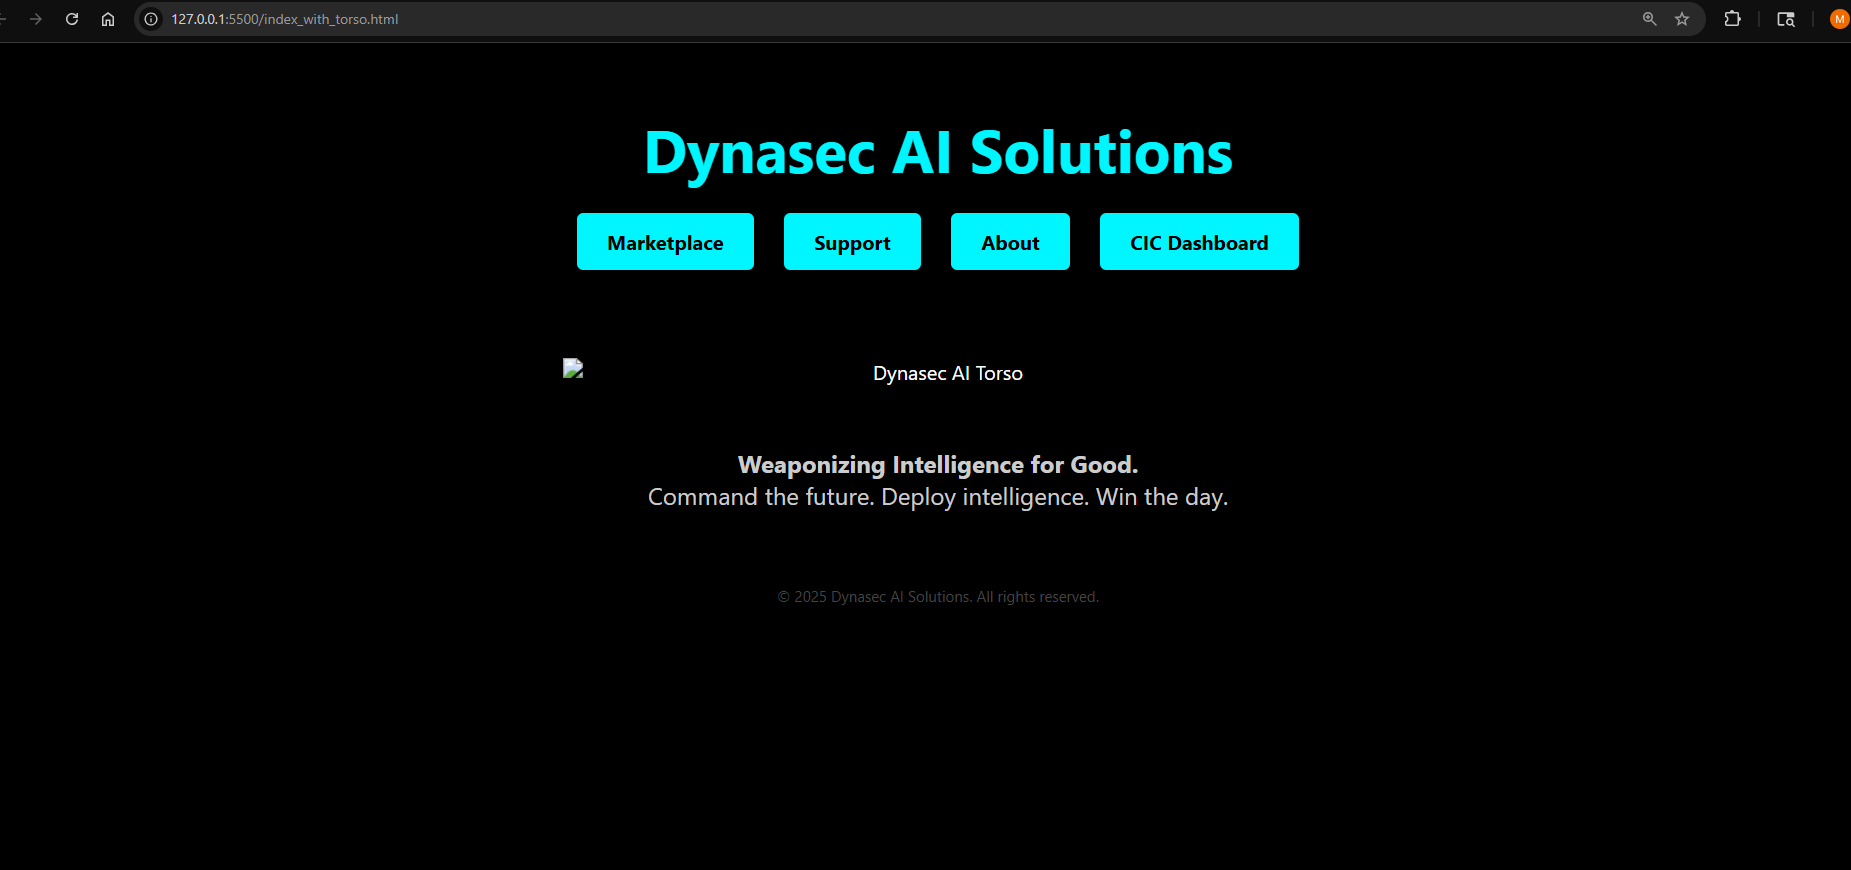 127.0.0.1:5500/index_with_torso.html
M
Dynasec AI Solutions
Marketplace Support About CIC Dashboard
Dynasec AI Torso
Weaponizing Intelligence for Good.
Command the future. Deploy intelligence. Win the day.
© 2025 Dynasec AI Solutions. All rights reserved.